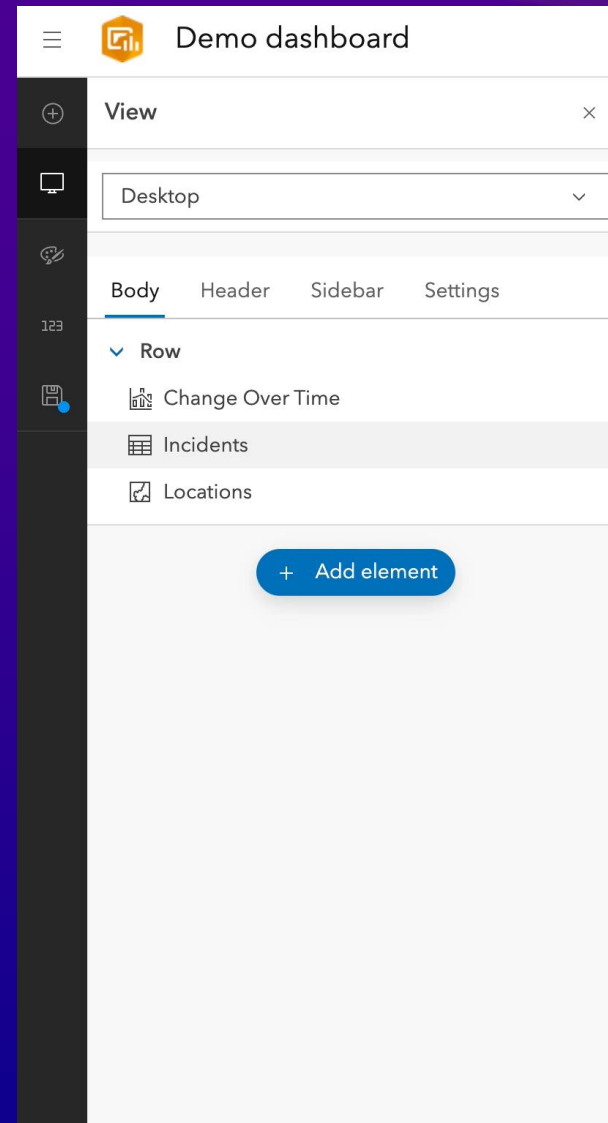 Demo dashboard
View
Desktop
Body Header Sidebar Settings
123
Row
Change Over Time
Incidents
Locations
+ Add element